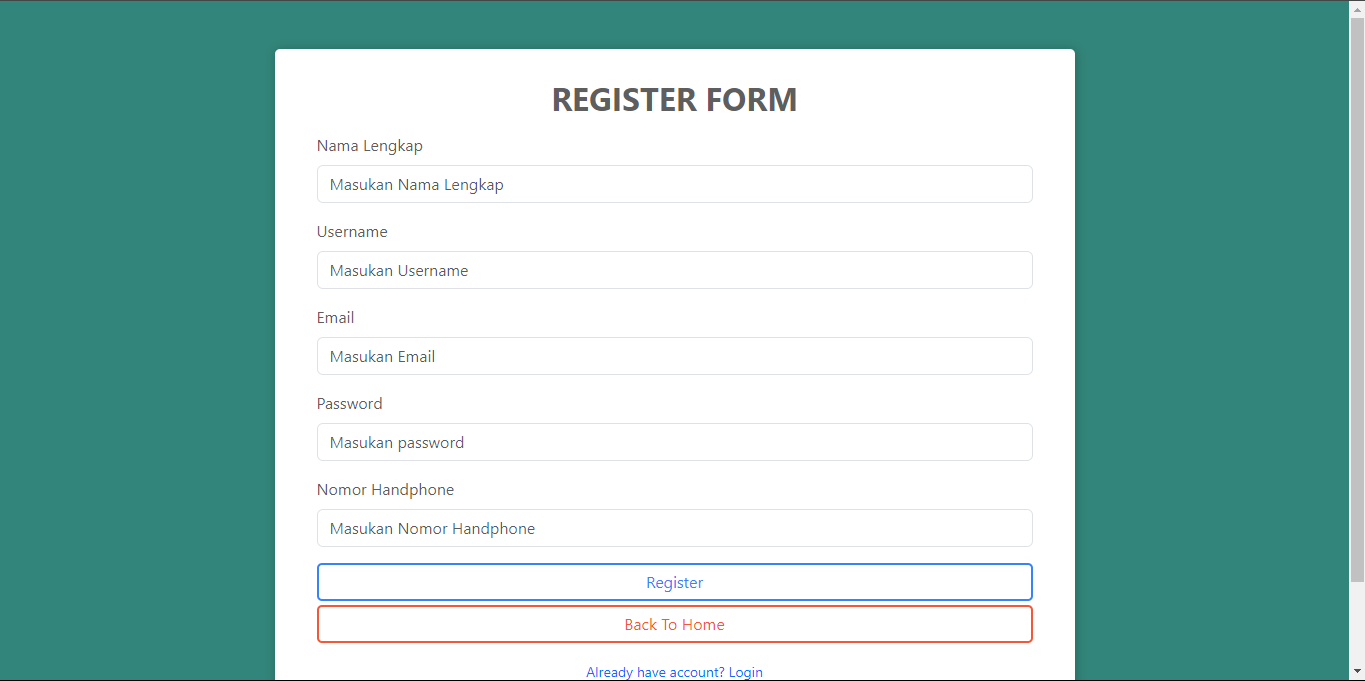 REGISTER FORM
Nama Lengkap
Masukan Nama Lengkap
Username
Masukan Username
Email
Masukan Email
Password
Masukan password
Nomor Handphone
Masukan Nomor Handphone
Register
Back To Home
Already have account? Login